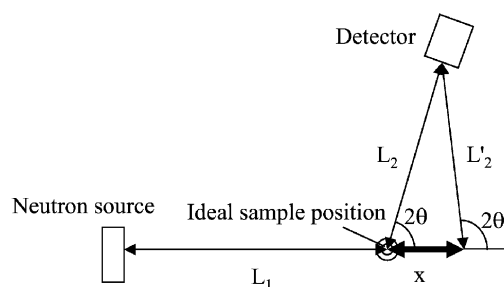 Detector
L2
L'2
Neutron source
Ideal sample position
2θ
2θ
L1
x